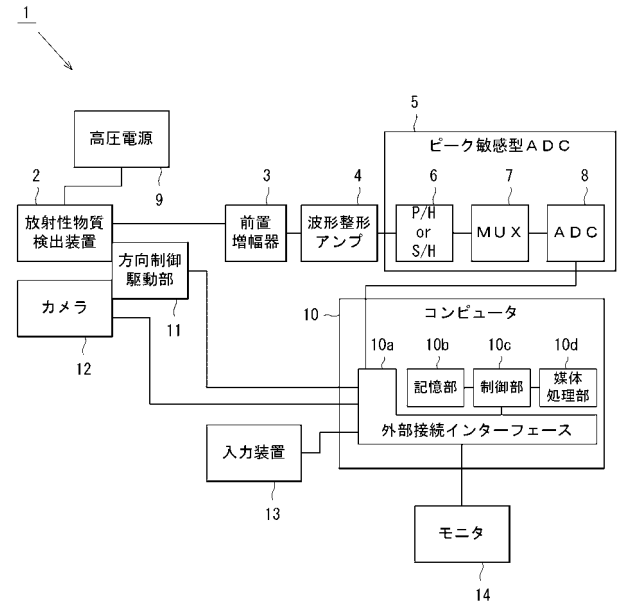 1
高圧電源
9
2
放射性物質
検出装置
3
前置
増幅器
4
波形整形
アンプ
5
ピーク敏感型ADC
6
P/H
or
S/H
7
MUX
8
ADC
方向制御
駆動部
11
カメラ
12
10
コンピュータ
10a
10b
記憶部
10c
制御部
10d
媒体
処理部
外部接続インターフェース
入力装置
13
モニタ
14